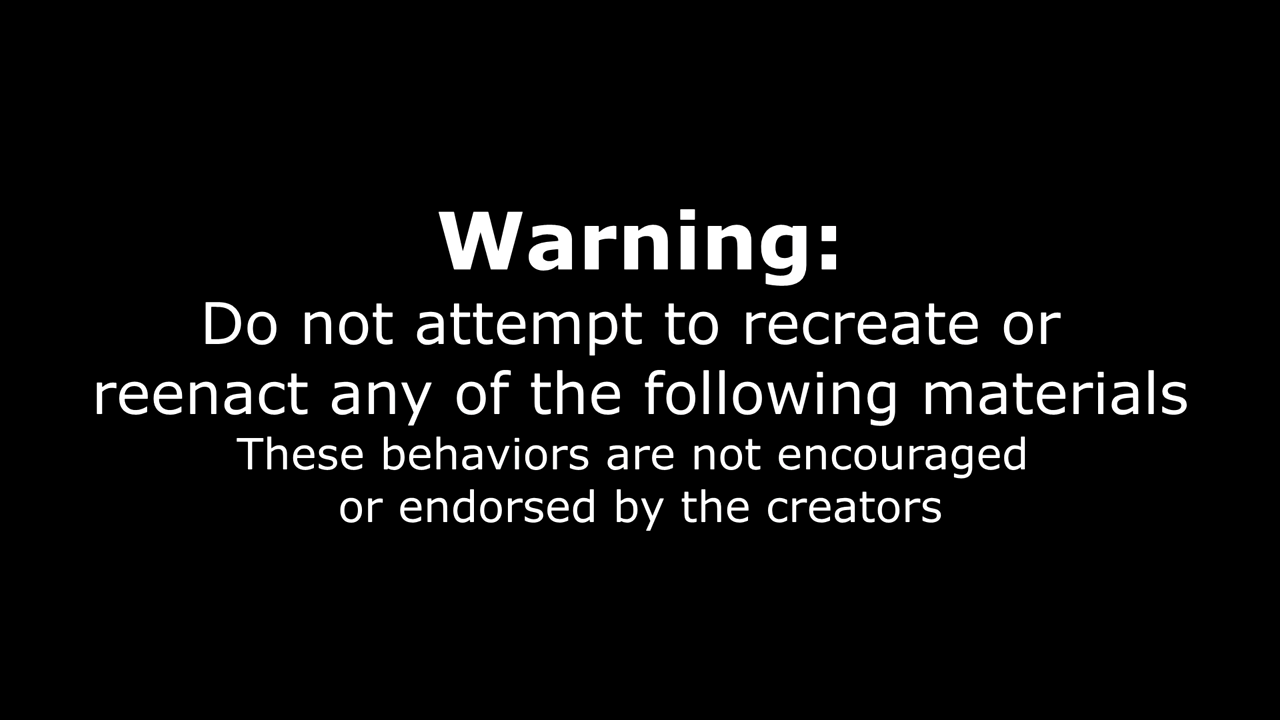 Warning:
Do not attempt to recreate or
reenact any of the following materials
These behaviors are not encouraged
or endorsed by the creators